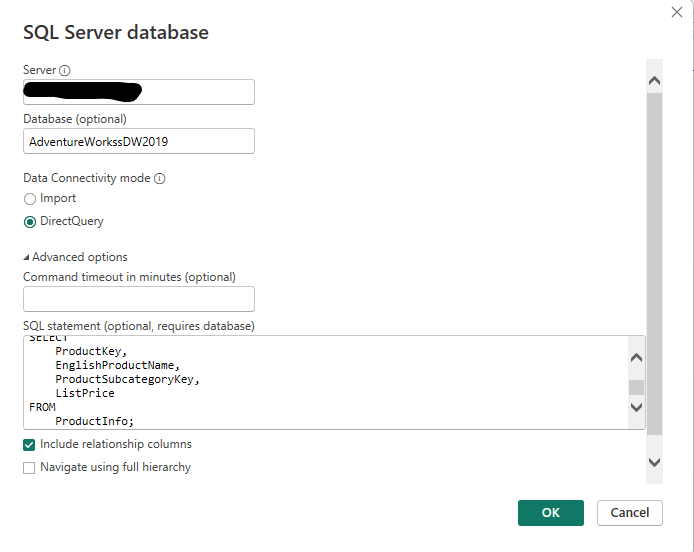 SQL Server database
Server
Database (optional)
AdventureWorkssDW2019
Data Connectivity mode
Import
DirectQuery
Advanced options
Command timeout in minutes (optional)
SQL statement (optional, requires database)
SELECT
ProductKey,
EnglishProductName,
ProductSubcategoryKey,
ListPrice
FROM
ProductInfo;
Include relationship columns
Navigate using full hierarchy
OK
Cancel